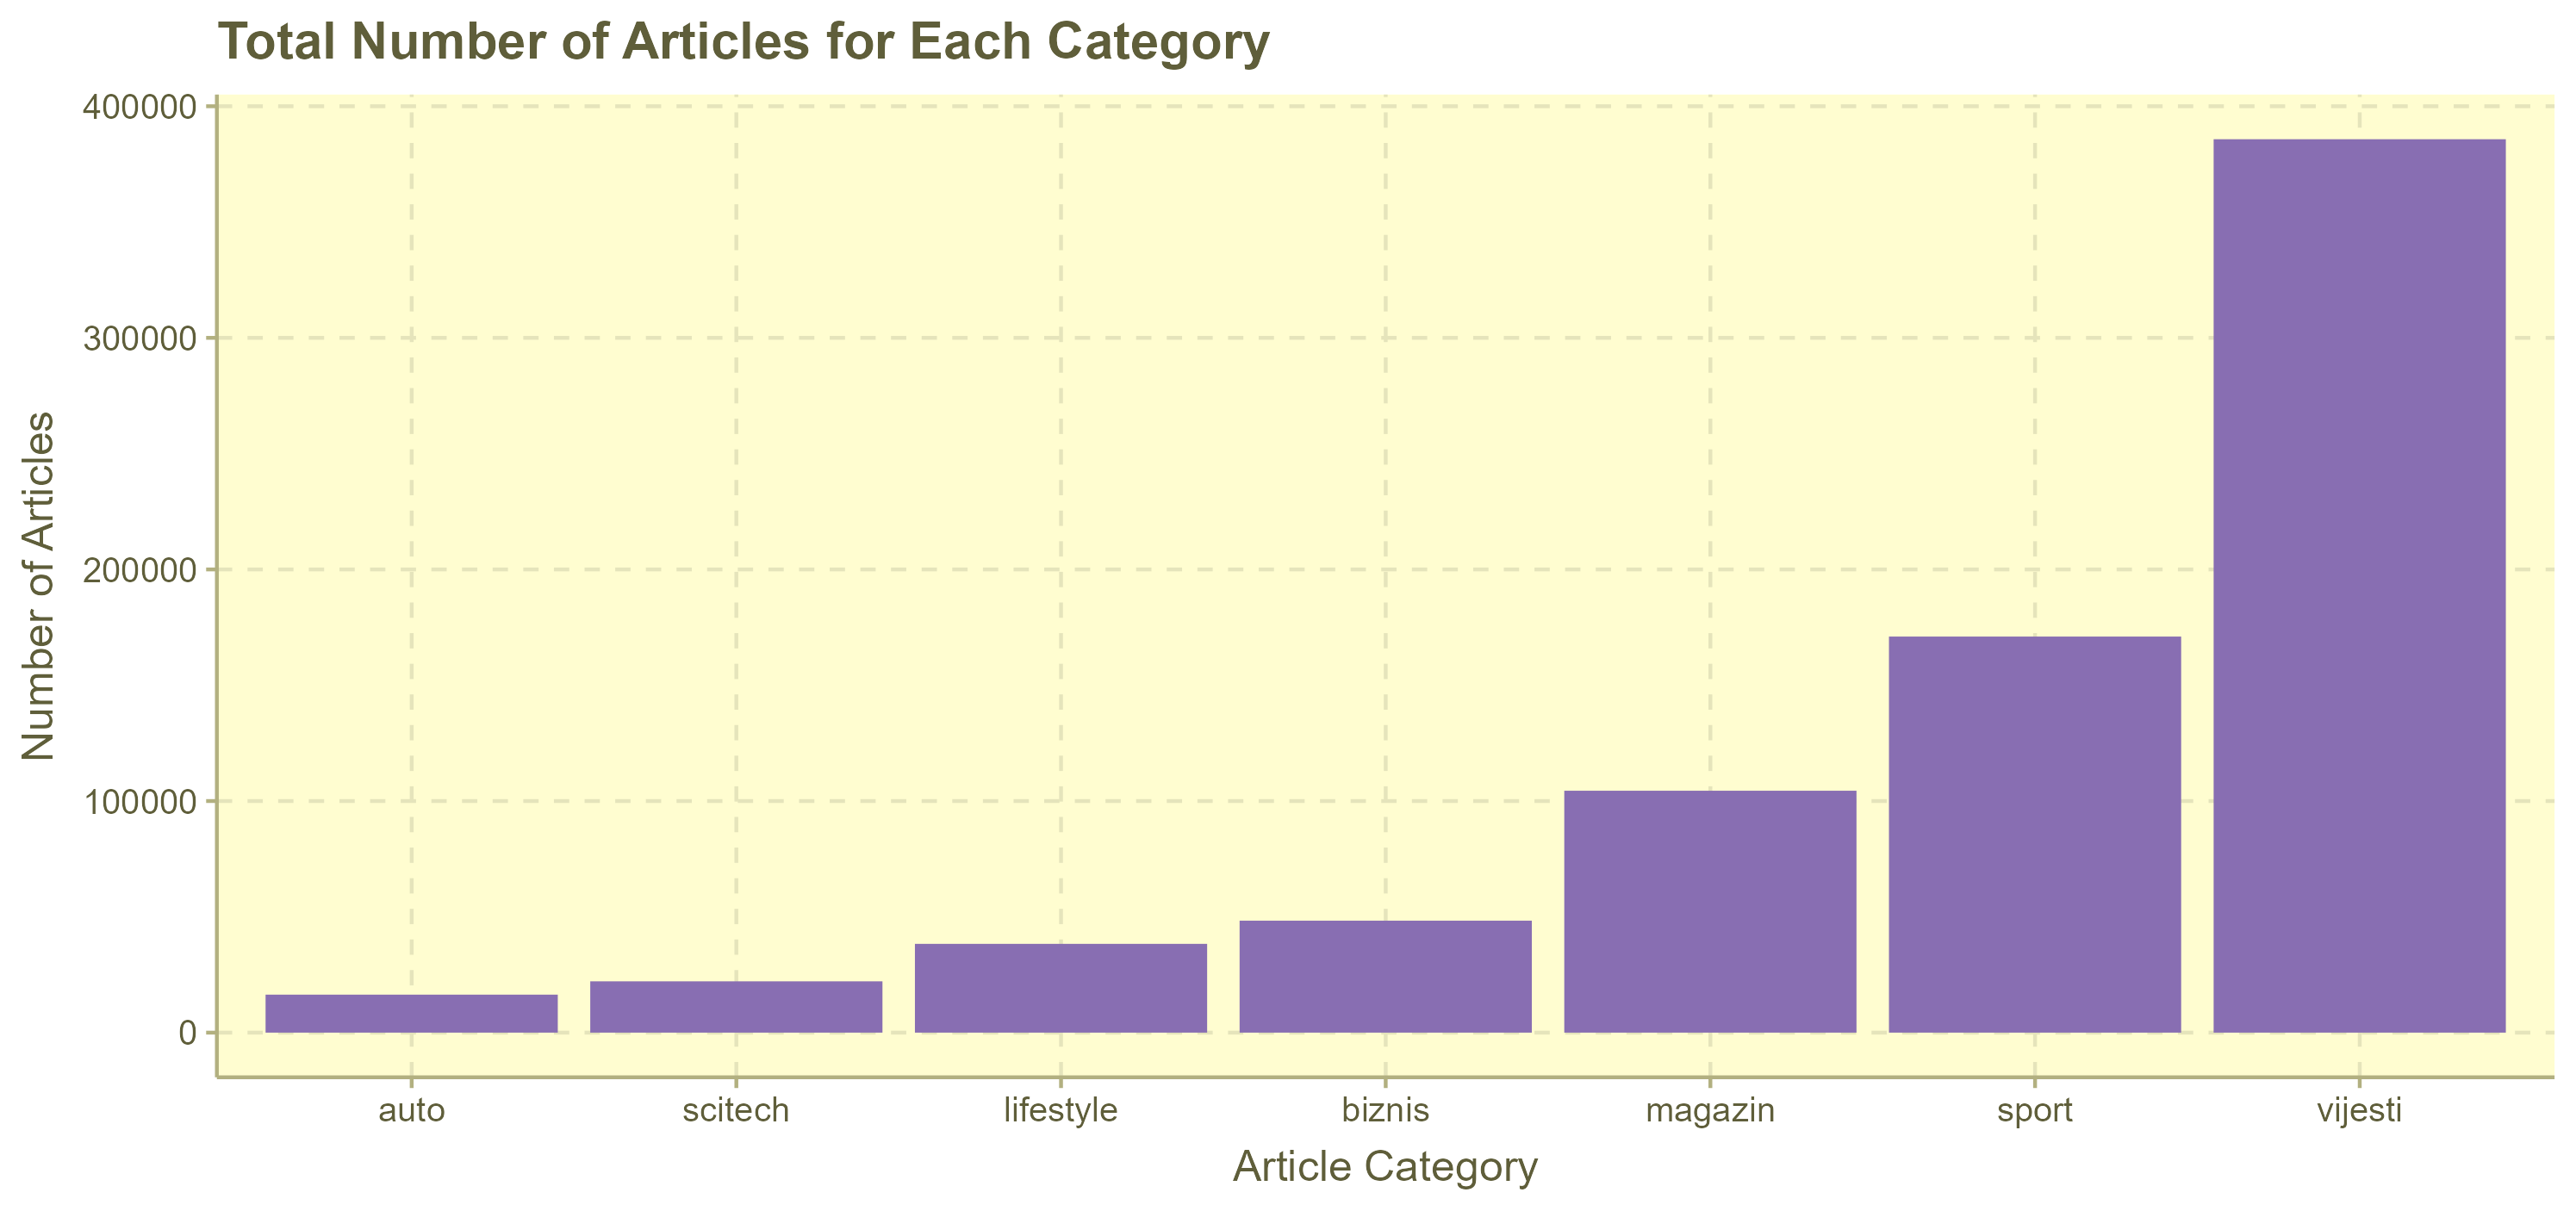 Total Number of Articles for Each Category
400000
300000
200000
100000
0
Number of Articles
auto scitech lifestyle biznis magazin sport vijesti
Article Category